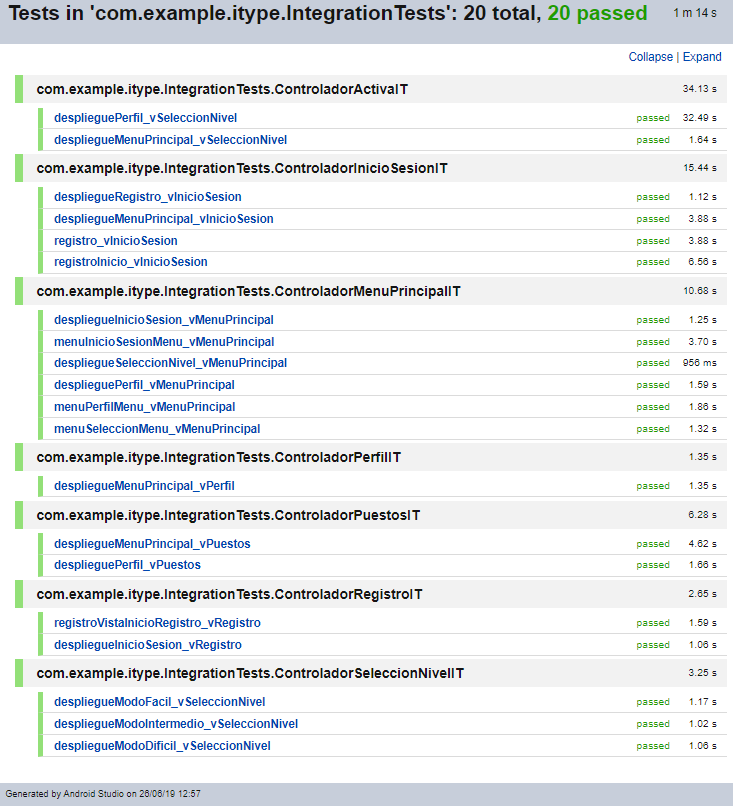 Tests in 'com.example.itype.IntegrationTests': 20 total, 20 passed 1 m 14 s
Collapse | Expand
com.example.itype.IntegrationTests.ControladorActivaIT 34.13 s
desplieguePerfil_vSeleccionNivel passed 32.49 s
despliegueMenuPrincipal_vSeleccionNivel passed 1.64 s
com.example.itype.IntegrationTests.ControladorInicioSesionIT 15.44 s
despliegueRegistro_vInicioSesion passed 1.12 s
despliegueMenuPrincipal_vInicioSesion passed 3.88 s
registro_vInicioSesion passed 3.88 s
registroInicio_vInicioSesion passed 6.56 s
com.example.itype.IntegrationTests.ControladorMenuPrincipalIT 10.68 s
despliegueInicioSesion_vMenuPrincipal passed 1.25 s
menuInicioSesionMenu_vMenuPrincipal passed 3.70 s
despliegueSeleccionNivel_vMenuPrincipal passed 956 ms
desplieguePerfil_vMenuPrincipal passed 1.59 s
menuPerfilMenu_vMenuPrincipal passed 1.86 s
menuSeleccionMenu_vMenuPrincipal passed 1.32 s
com.example.itype.IntegrationTests.ControladorPerfilIT 1.35 s
despliegueMenuPrincipal_vPerfil passed 1.35 s
com.example.itype.IntegrationTests.ControladorPuestosIT 6.28 s
despliegueMenuPrincipal_vPuestos passed 4.62 s
desplieguePerfil_vPuestos passed 1.66 s
com.example.itype.IntegrationTests.ControladorRegistroIT 2.65 s
registroVistaInicioRegistro_vRegistro passed 1.59 s
despliegueInicioSesion_vRegistro passed 1.06 s
com.example.itype.IntegrationTests.ControladorSeleccionNivelIT 3.25 s
despliegueModoFacil_vSeleccionNivel passed 1.17 s
despliegueModoIntermedio_vSeleccionNivel passed 1.02 s
despliegueModoDificil_vSeleccionNivel passed 1.06 s
Generated by Android Studio on 26/06/19 12:57